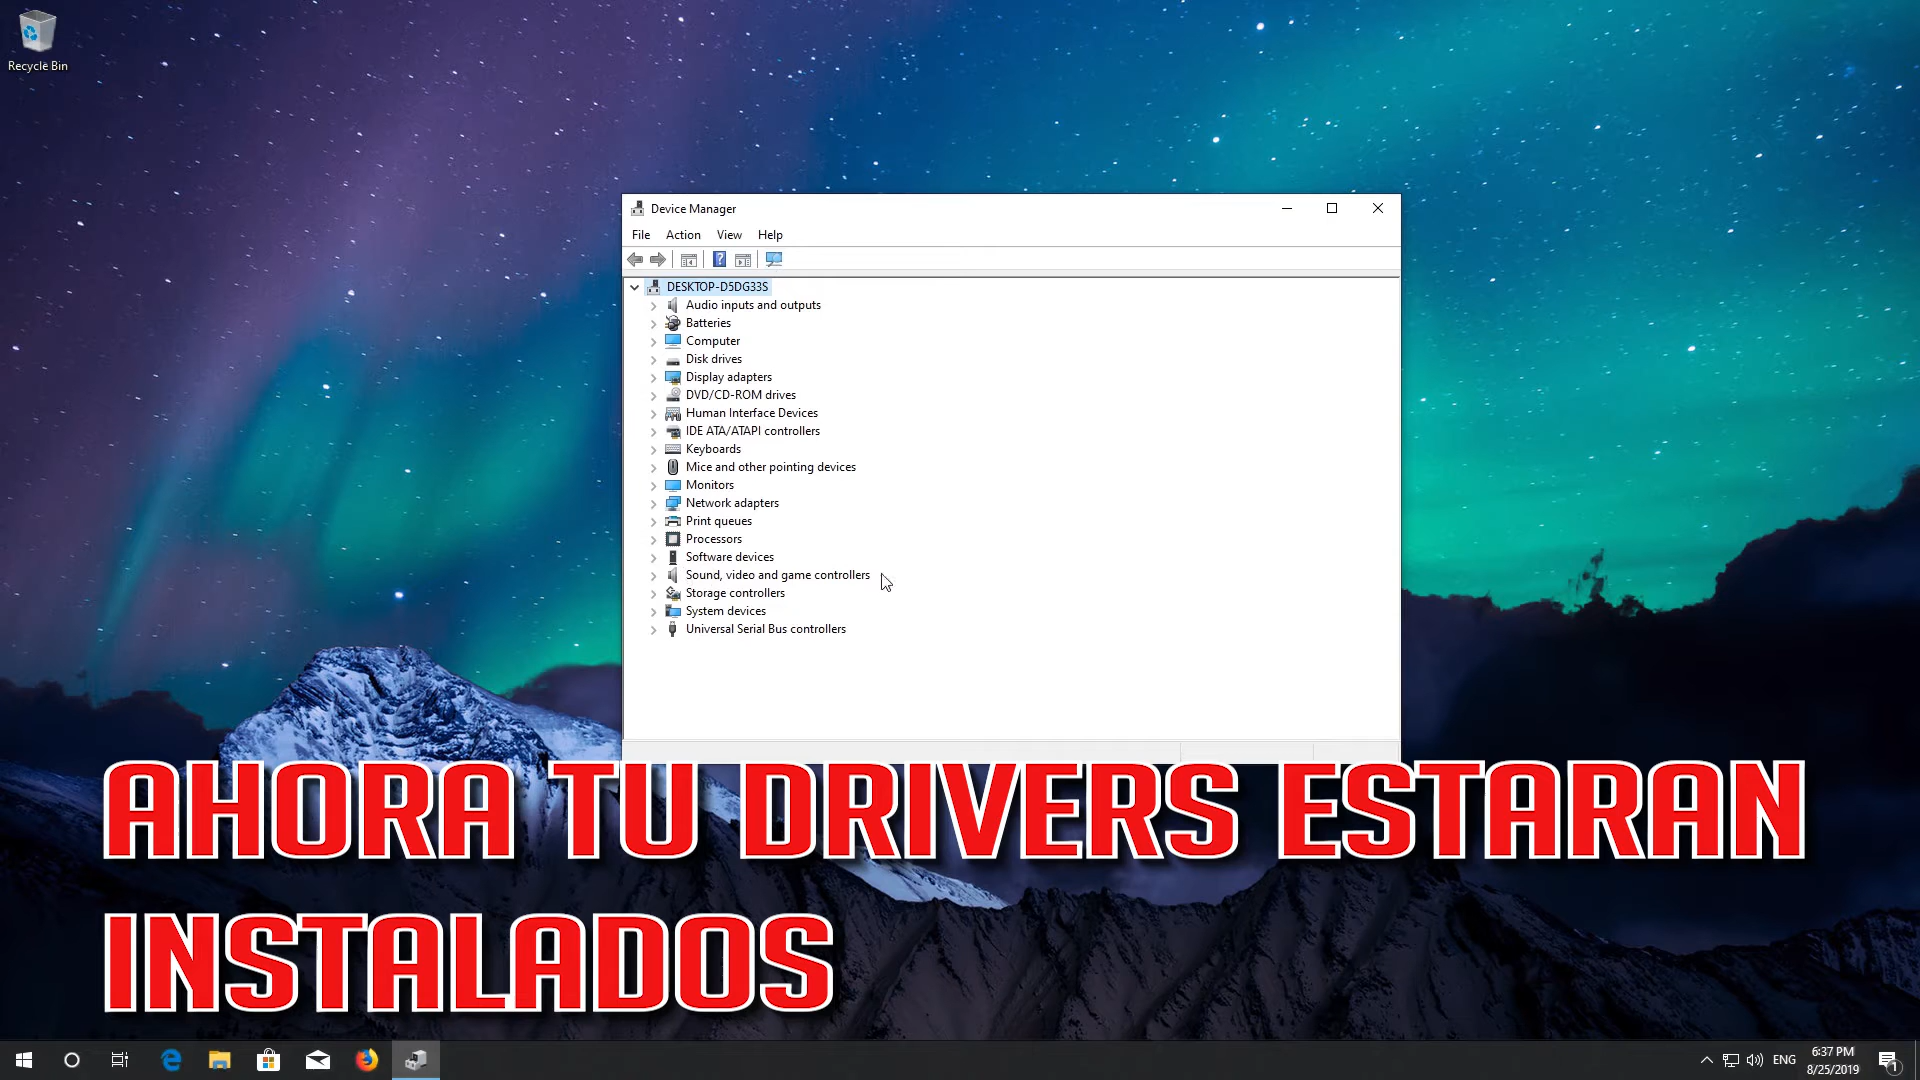 Recycle Bin
Device Manager
File Action View Help
DESKTOP-D5DG33S
Audio inputs and outputs
Batteries
Computer
Disk drives
Display adapters
DVD/CD-ROM drives
Human Interface Devices
IDE ATA/ATAPI controllers
Keyboards
Mice and other pointing devices
Monitors
Network adapters
Print queues
Processors
Software devices
Sound, video and game controllers
Storage controllers
System devices
Universal Serial Bus controllers
AHORA TU DRIVERS ESTARAN
INSTALADOS
ENG
6:37 PM
8/25/2019
1